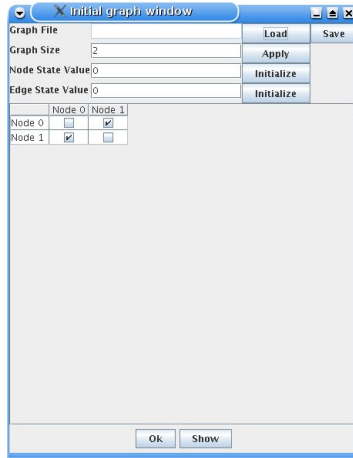 Initial graph window
Graph File Load Save
Graph Size 2 Apply
Node State Value 0 Initialize
Edge State Value 0 Initialize
Node 0 Node 1
Node 0
Node 1
Ok Show